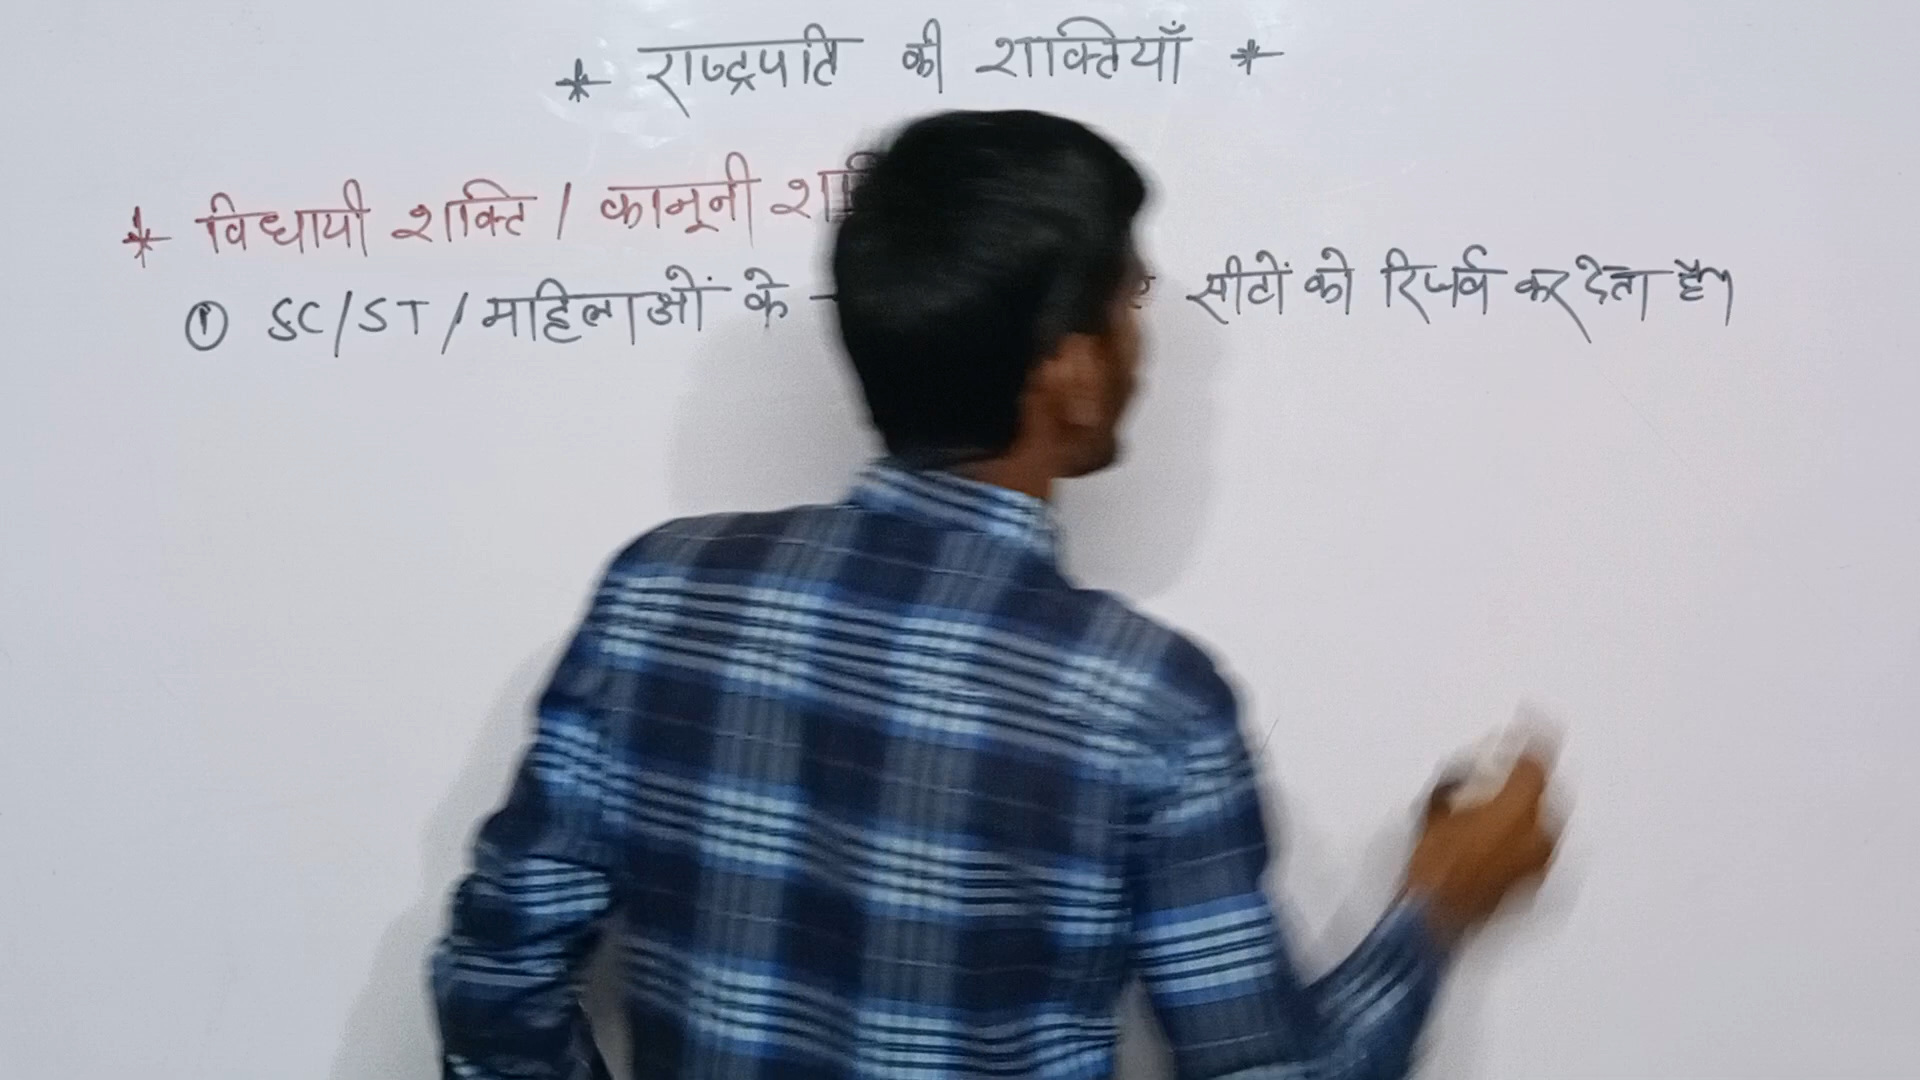 * राष्ट्रपति की शक्तियाँ *
* विधायी शक्ति / कानूनी
① SC/ST/महिलाओं के सीटों को रिजर्व कर देता है।